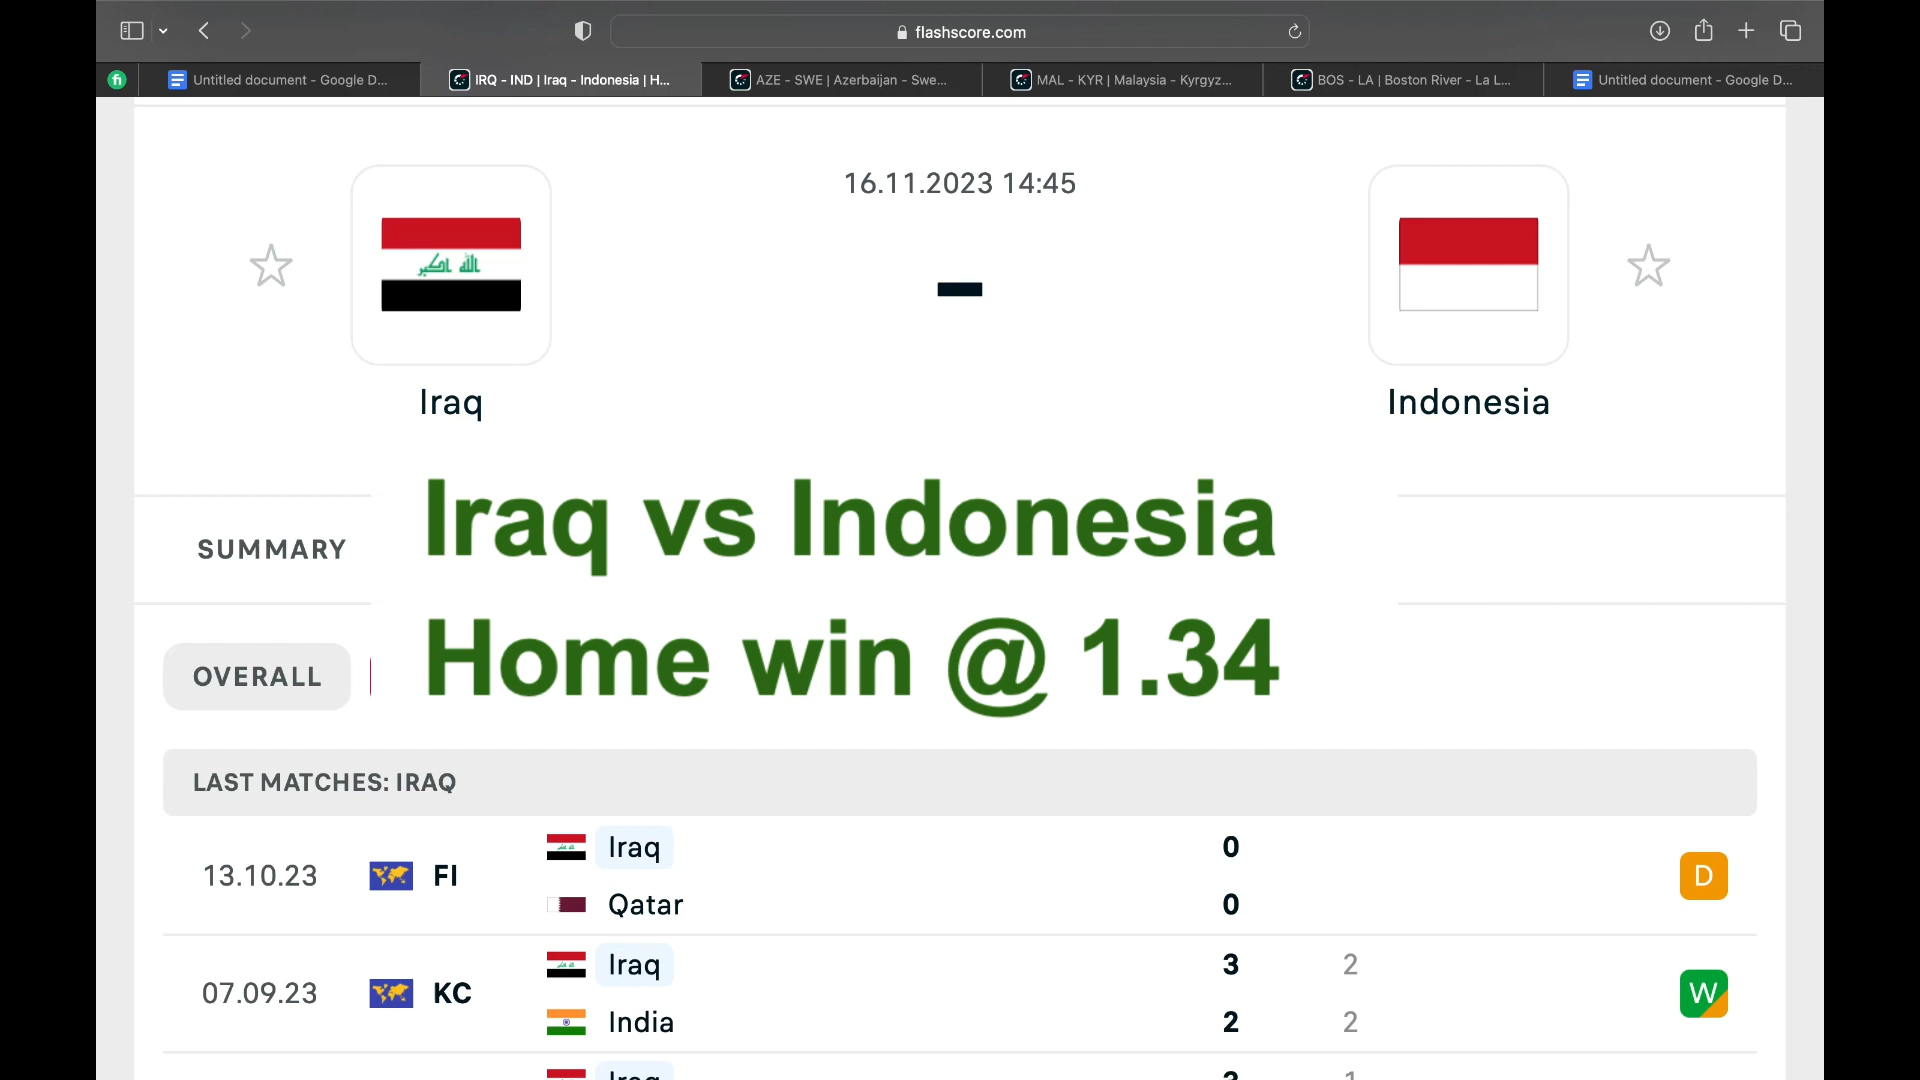 flashscore.com
Untitled document - Google D...
IRQ - IND | Iraq - Indonesia | H...
AZE - SWE | Azerbaijan - Swe...
MAL - KYR | Malaysia - Kyrgyz...
BOS - LA | Boston River - La L...
Untitled document - Google D...
16.11.2023 14:45
الله اكبر
-
Iraq
Indonesia
Iraq vs Indonesia
SUMMARY
Home win @ 1.34
OVERALL
LAST MATCHES: IRAQ
13.10.23 FI Iraq 0 D
Qatar 0
07.09.23 KC Iraq 3 2 W
India 2 2